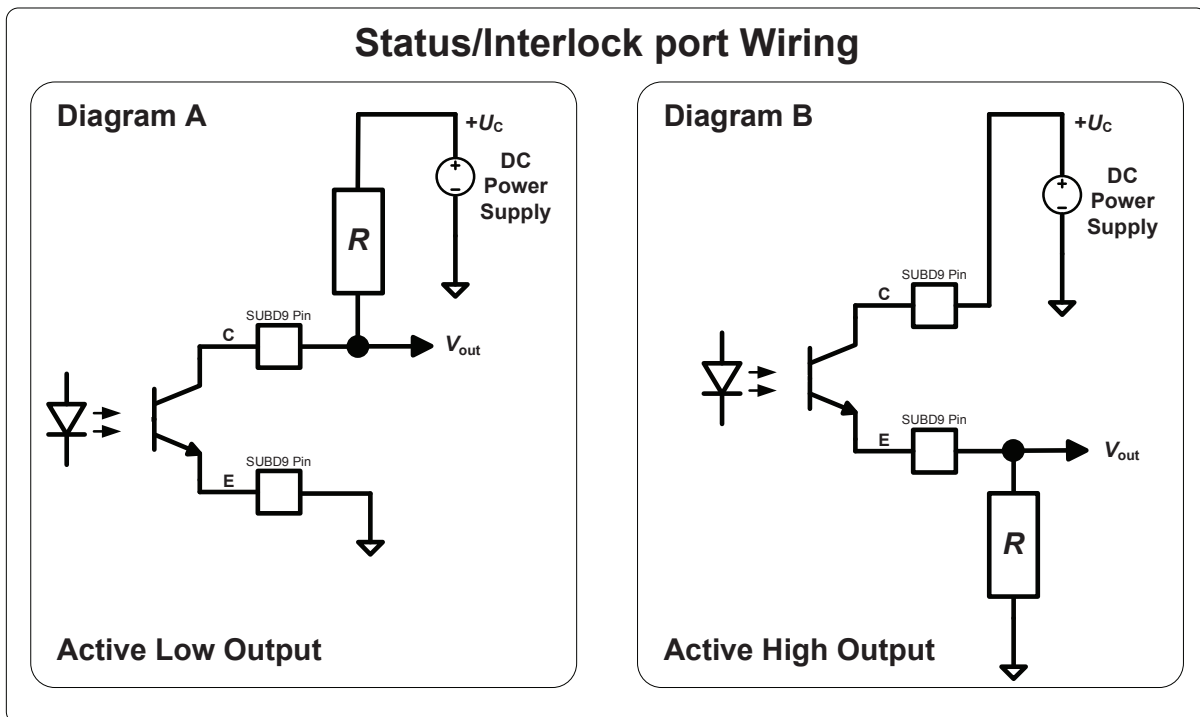 Status/Interlock port Wiring
Diagram A
+UC
DC
Power
Supply
R
SUBD9 Pin
C
Vout
SUBD9 Pin
E
Active Low Output
Diagram B
+UC
DC
Power
Supply
SUBD9 Pin
C
SUBD9 Pin
E
Vout
R
Active High Output